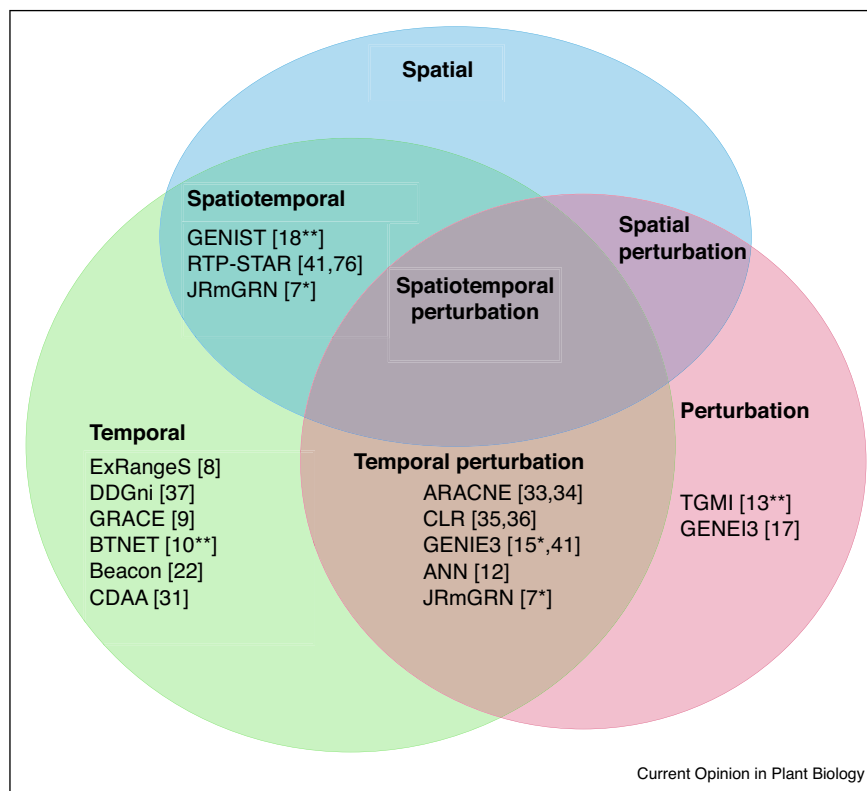 Spatial
Spatiotemporal
GENIST [18**)
RTP-STAR [41,76]
JRmGRN [7*]
Spatial
perturbation
Spatiotemporal
perturbation
Temporal
ExRangeS [8]
DDGni [37]
GRACE [9]
BTNET [10**]
Beacon [22]
CDAA [31]
Temporal perturbation
ARACNE [33,34]
CLR [35,36]
GENIE3 [15*,41]
ANN [12]
JRmGRN [7*]
Perturbation
TGMI [13**]
GENEI3 [17]
Current Opinion in Plant Biology